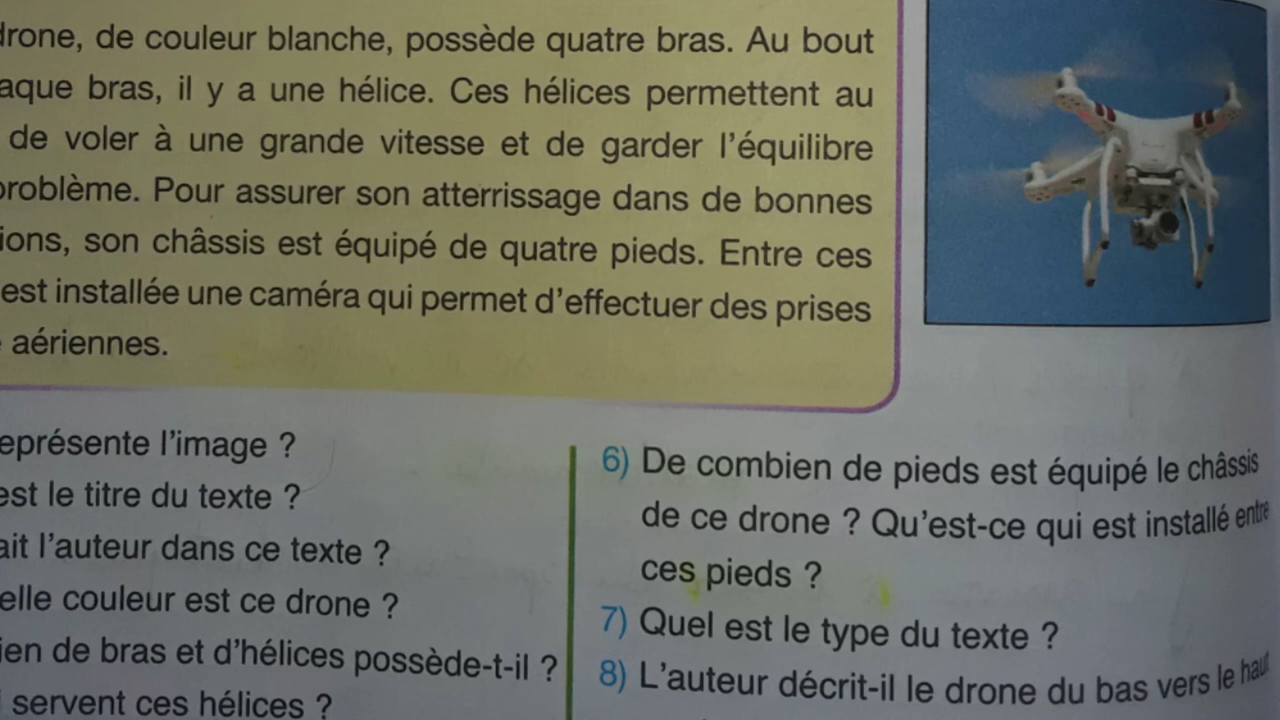 drone, de couleur blanche, possède quatre bras. Au bout
aque bras, il y a une hélice. Ces hélices permettent au
de voler à une grande vitesse et de garder l'équilibre
problème. Pour assurer son atterrissage dans de bonnes
ions, son châssis est équipé de quatre pieds. Entre ces
est installée une caméra qui permet d'effectuer des prises
aériennes.
eprésente l'image ?
est le titre du texte ?
ait l'auteur dans ce texte ?
elle couleur est ce drone ?
ien de bras et d'hélices possède-t-il ?
servent ces hélices ?
6) De combien de pieds est équipé le châssis
de ce drone ? Qu'est-ce qui est installé entre
ces pieds ?
7) Quel est le type du texte ?
8) L'auteur décrit-il le drone du bas vers le haut